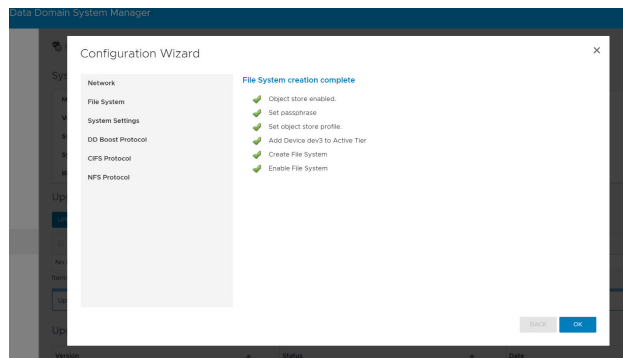 Data Domain System Manager
Configuration Wizard
Network
File System
System Settings
DD Boost Protocol
CIFS Protocol
NFS Protocol
File System creation complete
Object store enabled.
Set passphrase
Set object store profile.
Add Device dev3 to Active Tier
Create File System
Enable File System
BACK
OK
Version
Status
Date